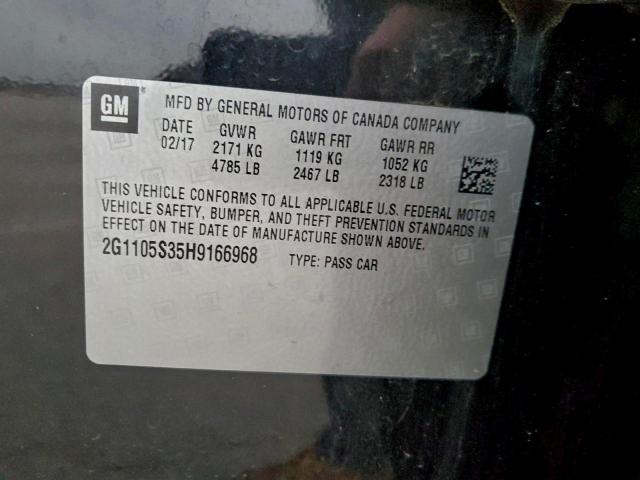 GM
MFD BY GENERAL MOTORS OF CANADA COMPANY
DATE GVWR GAWR FRT GAWR RR
02/17 2171 KG 1119 KG 1052 KG
4785 LB 2467 LB 2318 LB
THIS VEHICLE CONFORMS TO ALL APPLICABLE U.S. FEDERAL MOTOR
VEHICLE SAFETY, BUMPER, AND THEFT PREVENTION STANDARDS IN
EFFECT ON THE DATE OF MANUFACTURE SHOWN ABOVE.
2G1105S35H9166968 TYPE: PASS CAR